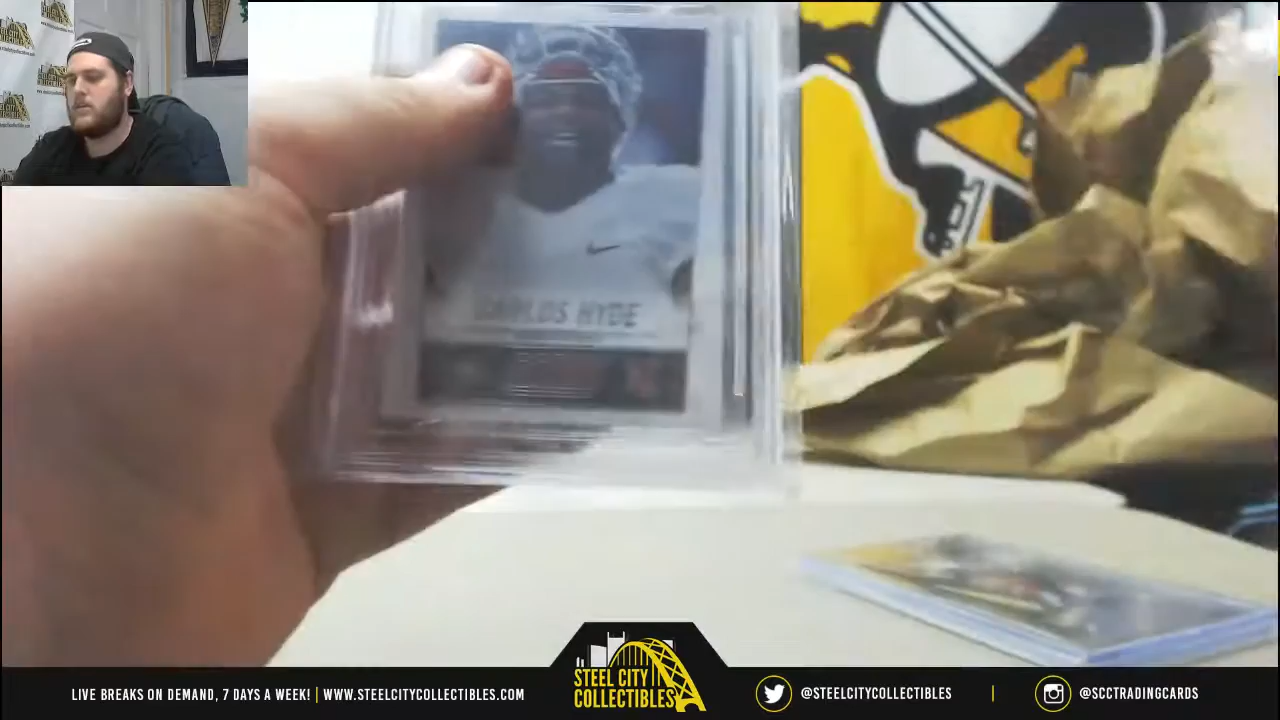 CARLOS HYDE
STEEL CITY
COLLECTIBLES
LIVE BREAKS ON DEMAND, 7 DAYS A WEEK! | WWW.STEELCITYCOLLECTIBLES.COM
@STEELCITYCOLLECTIBLES | @SCCTRADINGCARDS